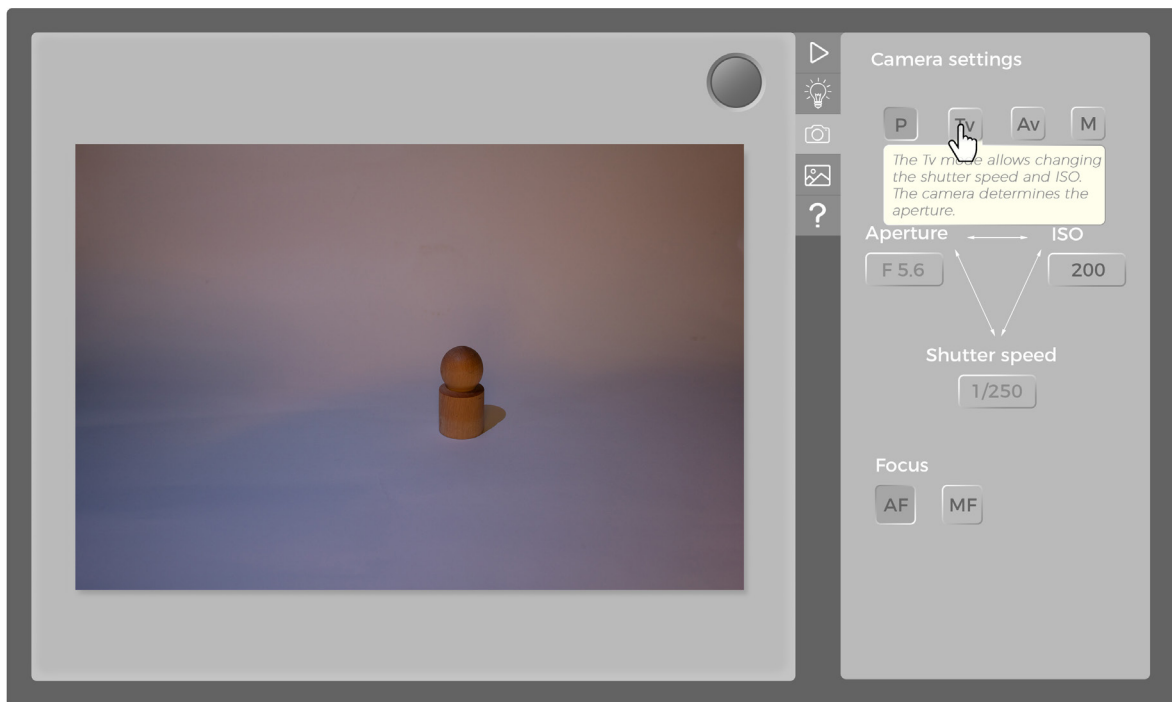 Camera settings
P Tv Av M
The Tv mode allows changing
the shutter speed and ISO.
The camera determines the
aperture.
Aperture ISO
F 5.6 200
Shutter speed
1/250
Focus
AF MF
?